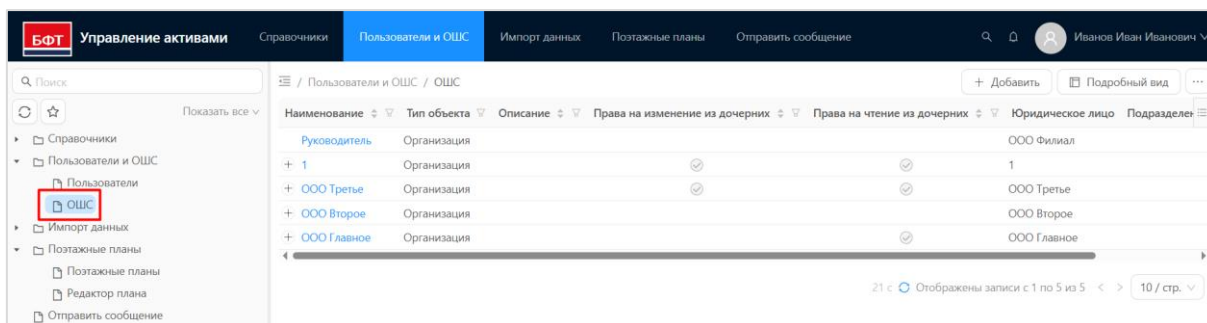 БФТ Управление активами Справочники Пользователи и ОШС Импорт данных Поэтажные планы Отправить сообщение Иванов Иван Иванович
Поиск / Пользователи и ОШС / ОШС + Добавить Подробный вид ...
Показать все Наименование Тип объекта Описание Права на изменение из дочерних Права на чтение из дочерних Юридическое лицо
Справочники Руководитель Организация ООО Филиал
Пользователи и ОШС + 1 Организация 1
Пользователи + ООО Третье Организация ООО Третье
ОШС + ООО Второе Организация ООО Второе
Импорт данных + ООО Главное Организация ООО Главное
Поэтажные планы
Поэтажные планы
Редактор плана 21 с Отображены записи с 1 по 5 из 5 < > 10 / стр.
Отправить сообщение